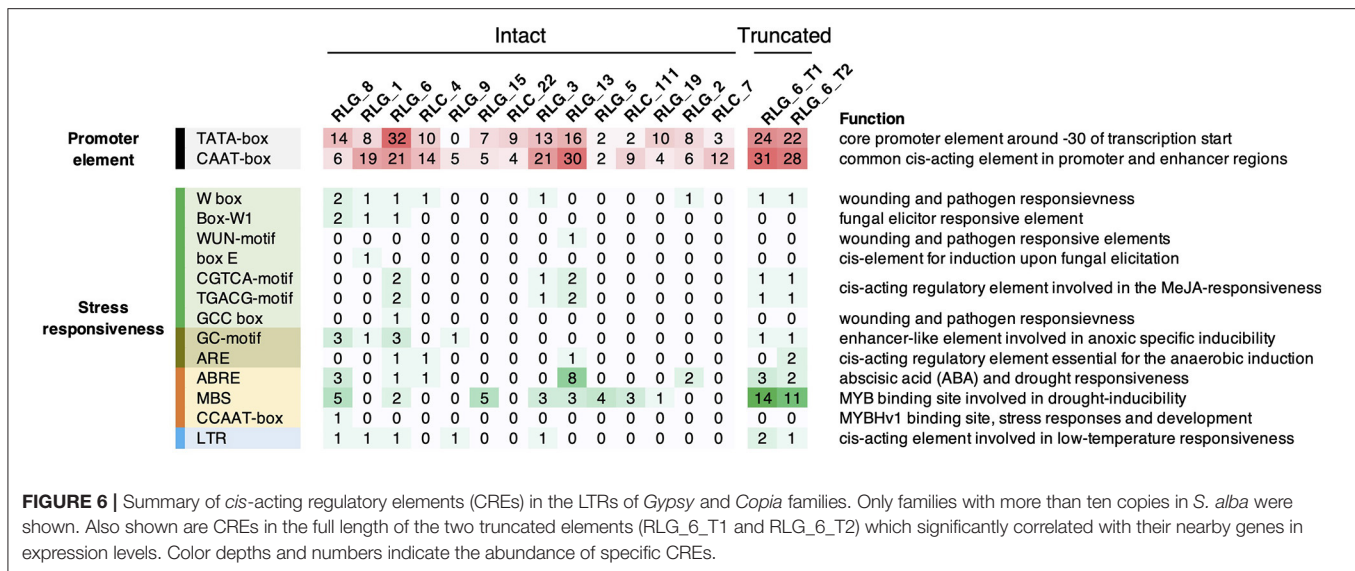 Intact Truncated
RLG_8 RLG_1 RLG_6 RLC_4 RLG_9 RLG_15 RLC_22 RLG_3 RLG_13 RLG_5 RLC_111 RLG_19 RLG_2 RLC_7 RLG_6_T1 RLG_6_T2
Function
Promoter element
TATA-box 14 8 32 10 0 7 9 13 16 2 2 10 8 3 24 22 core promoter element around -30 of transcription start
CAAT-box 6 19 21 14 5 5 4 21 30 2 9 4 6 12 31 28 common cis-acting element in promoter and enhancer regions
Stress responsiveness
W box 2 1 1 1 0 0 0 1 0 0 0 0 1 0 1 1 wounding and pathogen responsievness
Box-W1 2 1 1 0 0 0 0 0 0 0 0 0 0 0 0 0 fungal elicitor responsive element
WUN-motif 0 0 0 0 0 0 0 0 1 0 0 0 0 0 0 0 wounding and pathogen responsive elements
box E 0 1 0 0 0 0 0 0 0 0 0 0 0 0 0 0 cis-element for induction upon fungal elicitation
CGTCA-motif 0 0 2 0 0 0 0 1 2 0 0 0 0 0 1 1
cis-acting regulatory element involved in the MeJA-responsiveness
TGACG-motif 0 0 2 0 0 0 0 1 2 0 0 0 0 0 1 1
GCC box 0 0 1 0 0 0 0 0 0 0 0 0 0 0 0 0 wounding and pathogen responsievness
GC-motif 3 1 3 0 1 0 0 0 0 0 0 0 0 0 1 1 enhancer-like element involved in anoxic specific inducibility
ARE 0 0 1 1 0 0 0 0 1 0 0 0 0 0 0 2 cis-acting regulatory element essential for the anaerobic induction
ABRE 3 0 1 1 0 0 0 0 8 0 0 0 2 0 3 2 abscisic acid (ABA) and drought responsiveness
MBS 5 0 2 0 0 5 0 3 3 4 3 1 0 0 14 11 MYB binding site involved in drought-inducibility
CCAAT-box 1 0 0 0 0 0 0 0 0 0 0 0 0 0 0 0 MYBHv1 binding site, stress responses and development
LTR 1 1 1 0 1 0 0 1 0 0 0 0 0 0 2 1 cis-acting element involved in low-temperature responsiveness
FIGURE 6 | Summary of cis-acting regulatory elements (CREs) in the LTRs of Gypsy and Copia families. Only families with more than ten copies in S. alba were
shown. Also shown are CREs in the full length of the two truncated elements (RLG_6_T1 and RLG_6_T2) which significantly correlated with their nearby genes in
expression levels. Color depths and numbers indicate the abundance of specific CREs.